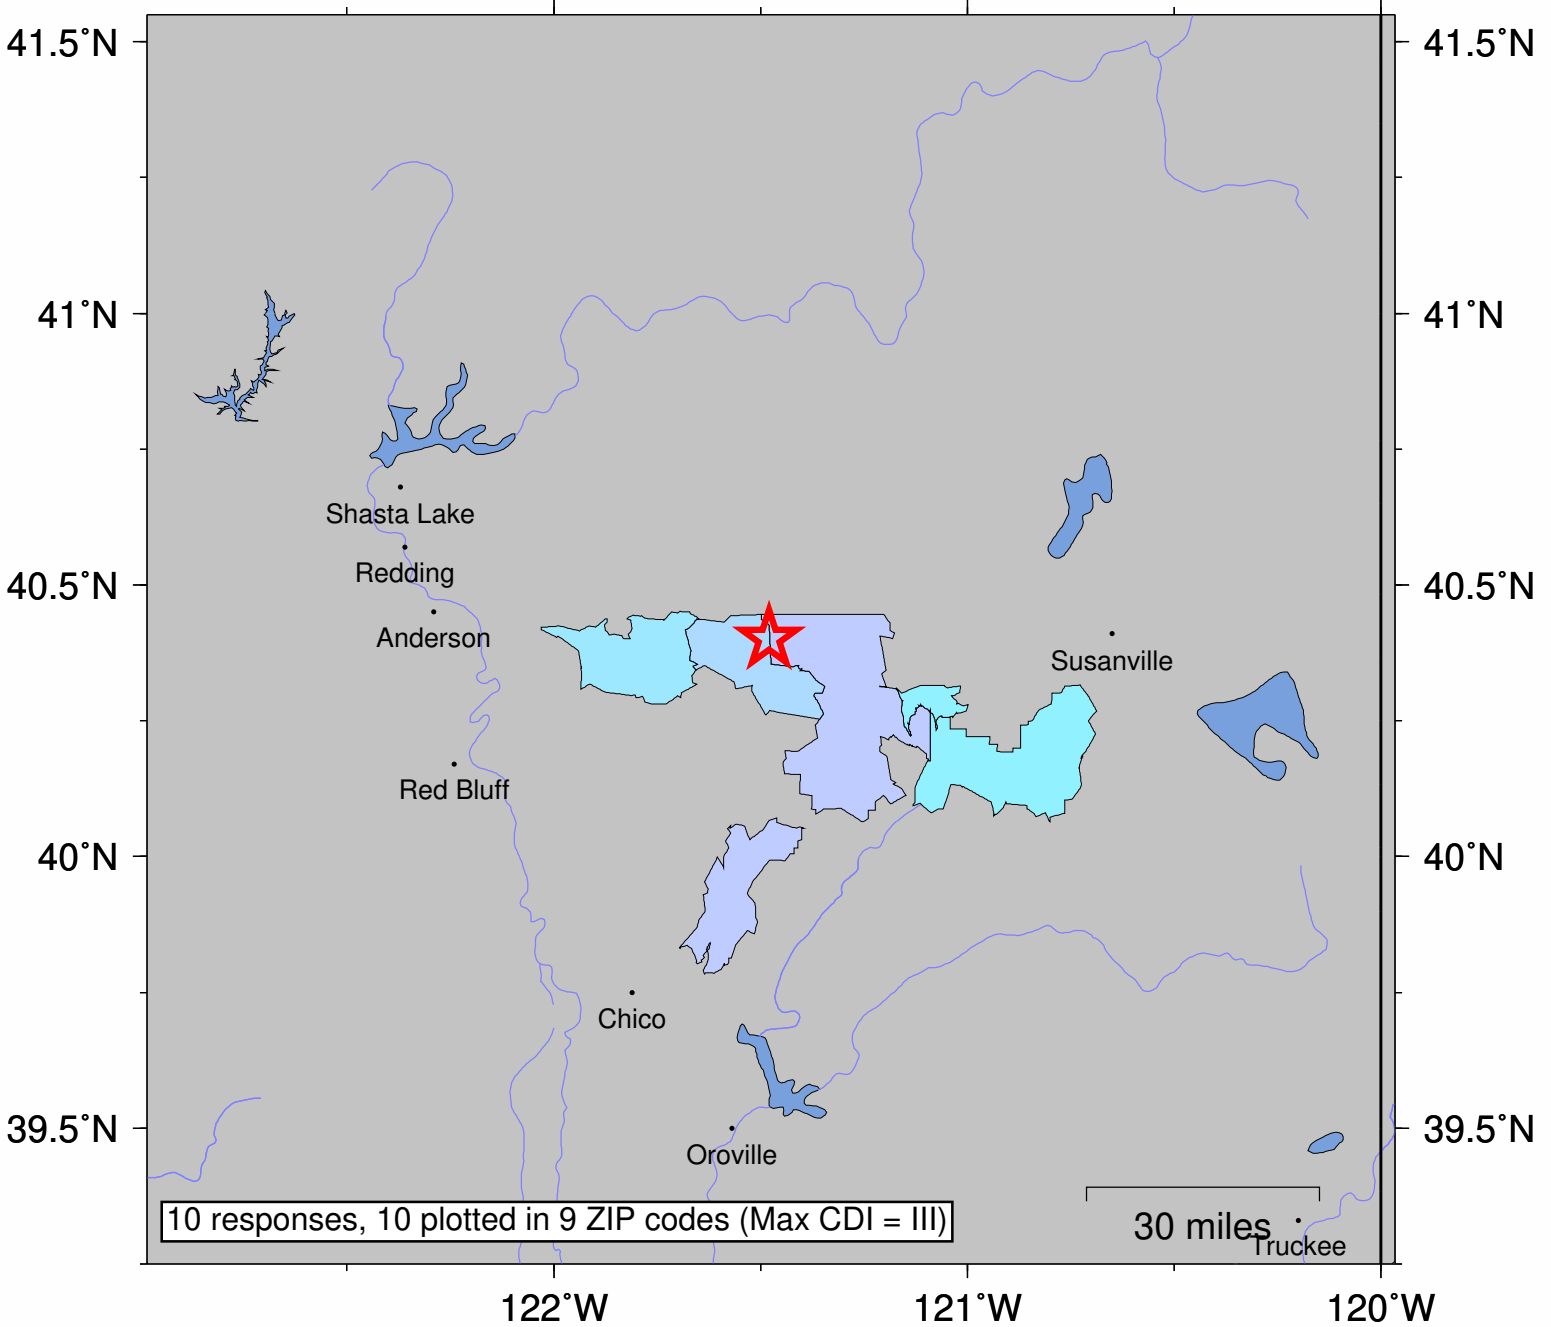 41.5°N
41.5°N
41°N
41°N
Shasta Lake
Redding
40.5°N
40.5°N
Anderson
Susanville
Red Bluff
40°N
40°N
Chico
39.5°N
39.5°N
Oroville
10 responses, 10 plotted in 9 ZIP codes (Max CDI = III)
30 miles
Truckee
122°W
121°W
120°W